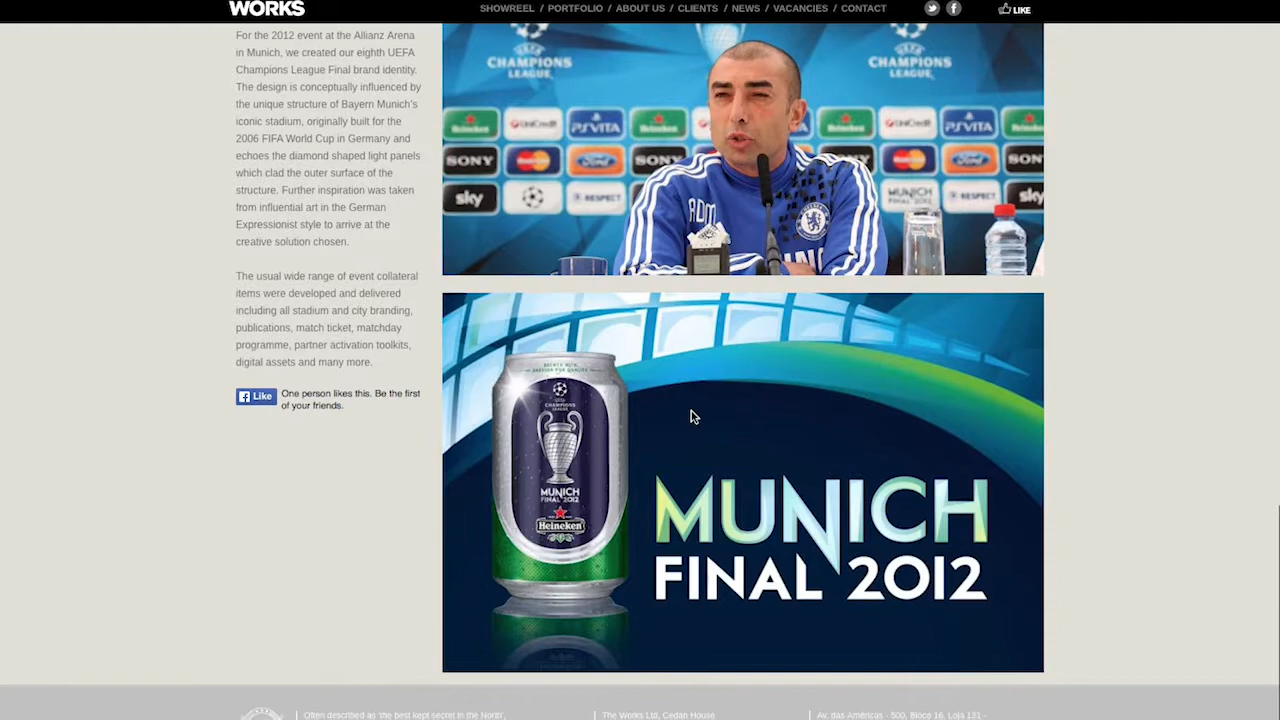 WORKS
SHOWREEL / PORTFOLIO / ABOUT US / CLIENTS / NEWS / VACANCIES / CONTACT
LIKE
For the 2012 event at the Allianz Arena
in Munich, we created our eighth UEFA
Champions League Final brand identity.
The design is conceptually influenced by
the unique structure of Bayern Munich's
iconic stadium, originally built for the
2006 FIFA World Cup in Germany and
echoes the diamond shaped light panels
which clad the outer surface of the
structure. Further inspiration was taken
from influential art in the German
Expressionist style to arrive at the
creative solution chosen.
The usual wide range of event collateral
items were developed and delivered
including all stadium and city branding,
publications, match ticket, matchday
programme, partner activation toolkits,
digital assets and many more.
Like
One person likes this. Be the first
of your friends.
CHAMPIONS LEAGUE
CHAMPIONS LEAGUE
Heineken UniCredit PSVITA Heineken Heineken UniCredit PSVITA
SONY MasterCard Ford SONY SONY MasterCard Ford SONY
sky RESPECT MUNICH FINAL 2012 RESPECT sky
RDM
CHAMPIONS
LEAGUE
MUNICH
FINAL 2012
Heineken
MUNICH
FINAL 2012
Often described as 'the best kept secret in the North',
The Works Ltd, Cedan House
Av. das Américas - 500, Bloco 16, Loja 131 -